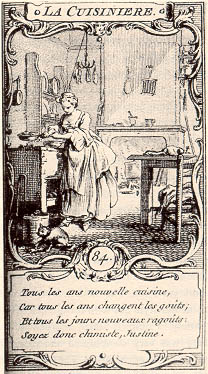 LA CUISINIERE.
84
Tous les ans nouvelle cuisine,
Car tous les ans changent les goûts;
Et tous les jours nouveaux ragoûts:
Soyez donc chimiste, Justine.